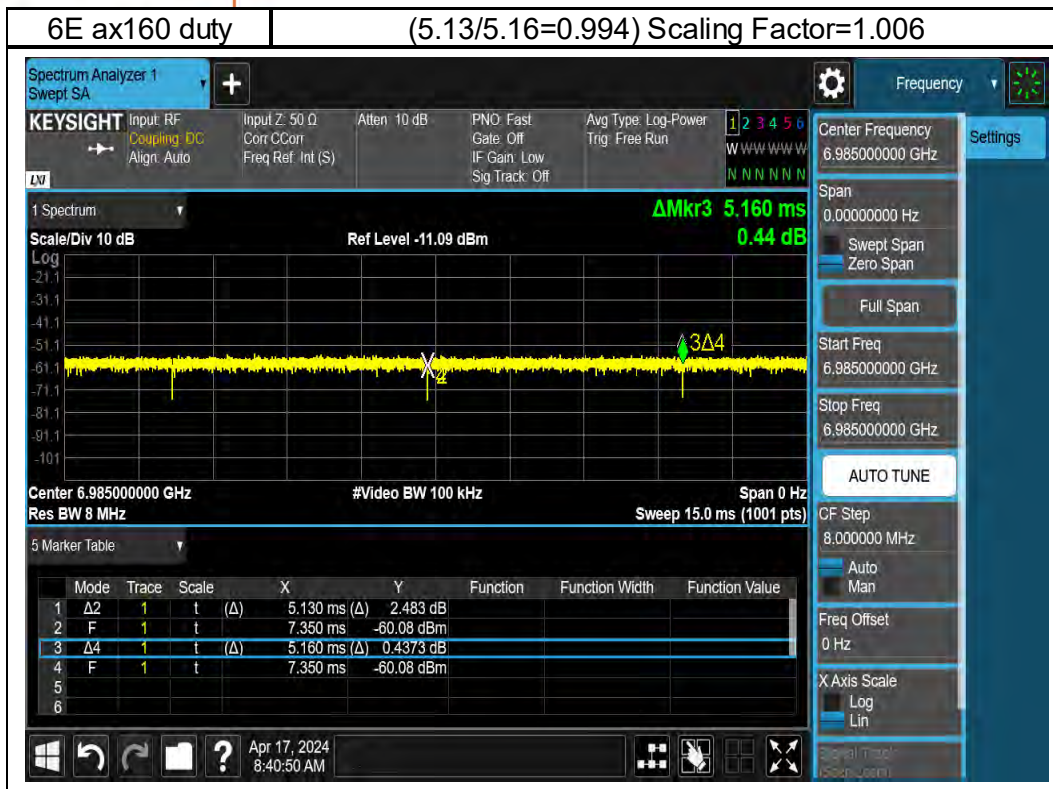 6E ax160 duty (5.13/5.16=0.994) Scaling Factor=1.006
Spectrum Analyzer 1
Swept SA
+
Frequency
KEYSIGHT
LXI
Input: RF
Coupling: DC
Align: Auto
Input Z: 50 Ω
Corr CCorr
Freq Ref: Int (S)
Atten: 10 dB
PNO: Fast
Gate: Off
IF Gain: Low
Sig Track: Off
Avg Type: Log-Power
Trig: Free Run
1 2 3 4 5 6
W W W W W W
N N N N N N
Center Frequency
6.985000000 GHz
Settings
Span
0.00000000 Hz
Swept Span
Zero Span
Full Span
Start Freq
6.985000000 GHz
Stop Freq
6.985000000 GHz
AUTO TUNE
CF Step
8.000000 MHz
Auto
Man
Freq Offset
0 Hz
X Axis Scale
Log
Lin
1 Spectrum
ΔMkr3 5.160 ms
0.44 dB
Scale/Div 10 dB
Ref Level -11.09 dBm
Log
-21.1
-31.1
-41.1
-51.1
-61.1
-71.1
-81.1
-91.1
-101
3Δ4
Center 6.985000000 GHz #Video BW 100 kHz Span 0 Hz
Res BW 8 MHz Sweep 15.0 ms (1001 pts)
5 Marker Table
Mode Trace Scale X Y Function Function Width Function Value
1 Δ2 1 t (Δ) 5.130 ms (Δ) 2.483 dB
2 F 1 t 7.350 ms -60.08 dBm
3 Δ4 1 t (Δ) 5.160 ms (Δ) 0.4373 dB
4 F 1 t 7.350 ms -60.08 dBm
5
6
?
Apr 17, 2024
8:40:50 AM